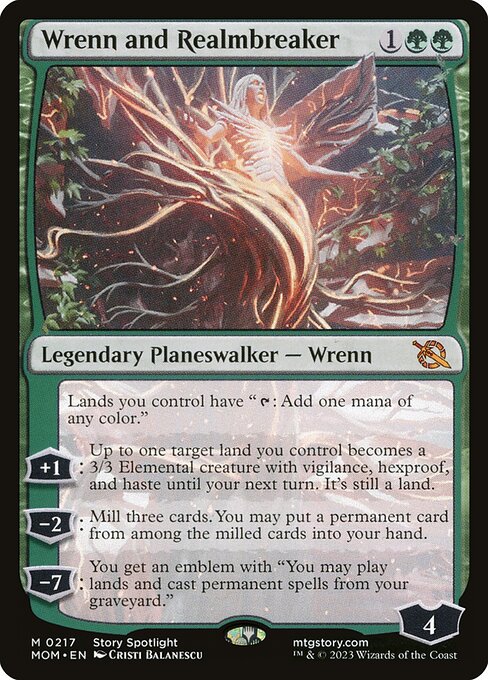 Wrenn and Realmbreaker 1
Legendary Planeswalker — Wrenn
Lands you control have “: Add one mana of
any color.”
+1: Up to one target land you control becomes a
3/3 Elemental creature with vigilance, hexproof,
and haste until your next turn. It’s still a land.
−2: Mill three cards. You may put a permanent card
from among the milled cards into your hand.
−7: You get an emblem with “You may play
lands and cast permanent spells from your
graveyard.”
4
M 0217 Story Spotlight mtgstory.com
MOM • EN Cristi Balanescu ™ & © 2023 Wizards of the Coast